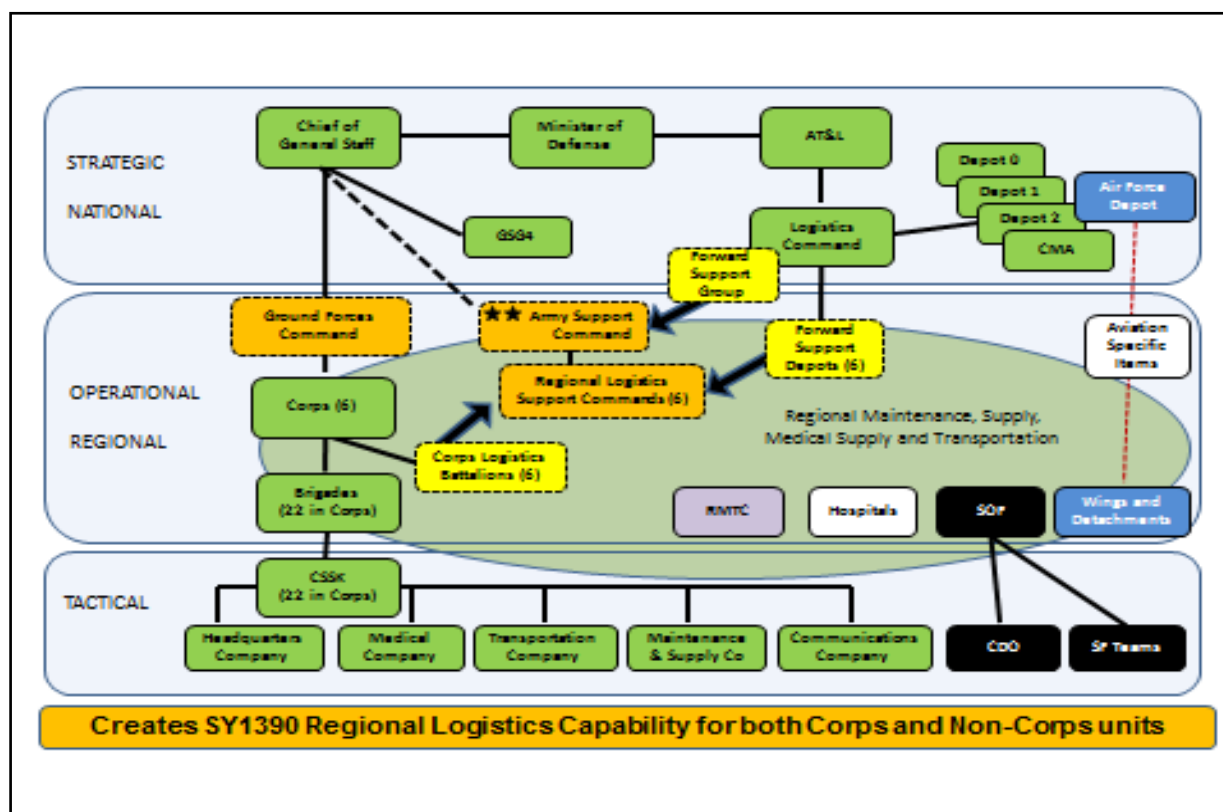 Chief of
General Staff
Minister of
Defense
AT&L
STRATEGIC
NATIONAL
Depot 0
Depot 1
Depot 2
CMA
Air Force
Depot
GSG4
Logistics
Command
Forward
Support
Group
Ground Forces
Command
★★ Army Support
Command
Forward
Support
Depots (6)
Aviation
Specific
Items
OPERATIONAL
REGIONAL
Corps (6)
Regional Logistics
Support Commands (6)
Regional Maintenance, Supply,
Medical Supply and Transportation
Corps Logistics
Battalions (6)
Brigades
(22 in Corps)
RMTC
Hospitals
SOF
Wings and
Detachments
TACTICAL
CSSK
(22 in Corps)
Headquarters
Company
Medical
Company
Transportation
Company
Maintenance
& Supply Co
Communications
Company
CDO
SF Teams
Creates SY1390 Regional Logistics Capability for both Corps and Non-Corps units